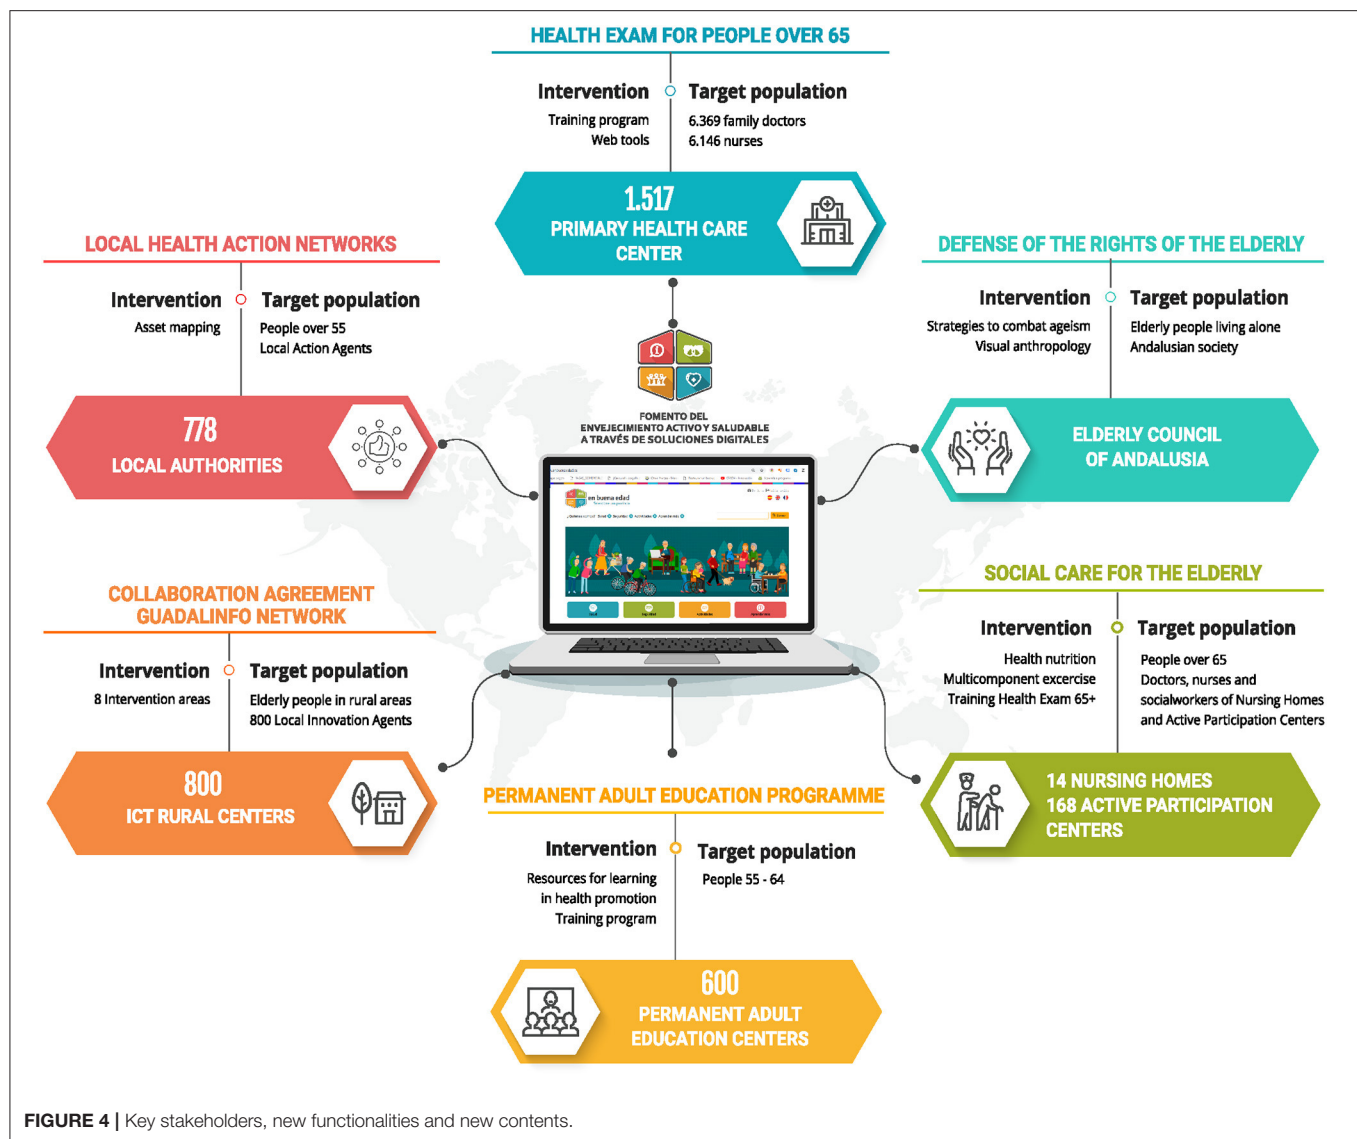 HEALTH EXAM FOR PEOPLE OVER 65
Intervention
Target population
Training program
Web tools
6.369 family doctors
6.146 nurses
1.517
PRIMARY HEALTH CARE
CENTER
LOCAL HEALTH ACTION NETWORKS
Intervention
Target population
Asset mapping
People over 55
Local Action Agents
778
LOCAL AUTHORITIES
DEFENSE OF THE RIGHTS OF THE ELDERLY
Intervention
Target population
Strategies to combat ageism
Visual anthropology
Elderly people living alone
Andalusian society
ELDERLY COUNCIL
OF ANDALUSIA
FOMENTO DEL
ENVEJECIMIENTO ACTIVO Y SALUDABLE
A TRAVÉS DE SOLUCIONES DIGITALES
en buena edad
COLLABORATION AGREEMENT
GUADALINFO NETWORK
Intervention
Target population
8 Intervention areas
Elderly people in rural areas
800 Local Innovation Agents
800
ICT RURAL CENTERS
SOCIAL CARE FOR THE ELDERLY
Intervention
Target population
Health nutrition
Multicomponent excercise
Training Health Exam 65+
People over 65
Doctors, nurses and
socialworkers of Nursing Homes
and Active Participation Centers
14 NURSING HOMES
168 ACTIVE PARTICIPATION
CENTERS
PERMANENT ADULT EDUCATION PROGRAMME
Intervention
Target population
Resources for learning
in health promotion
Training program
People 55 - 64
600
PERMANENT ADULT
EDUCATION CENTERS
FIGURE 4 | Key stakeholders, new functionalities and new contents.